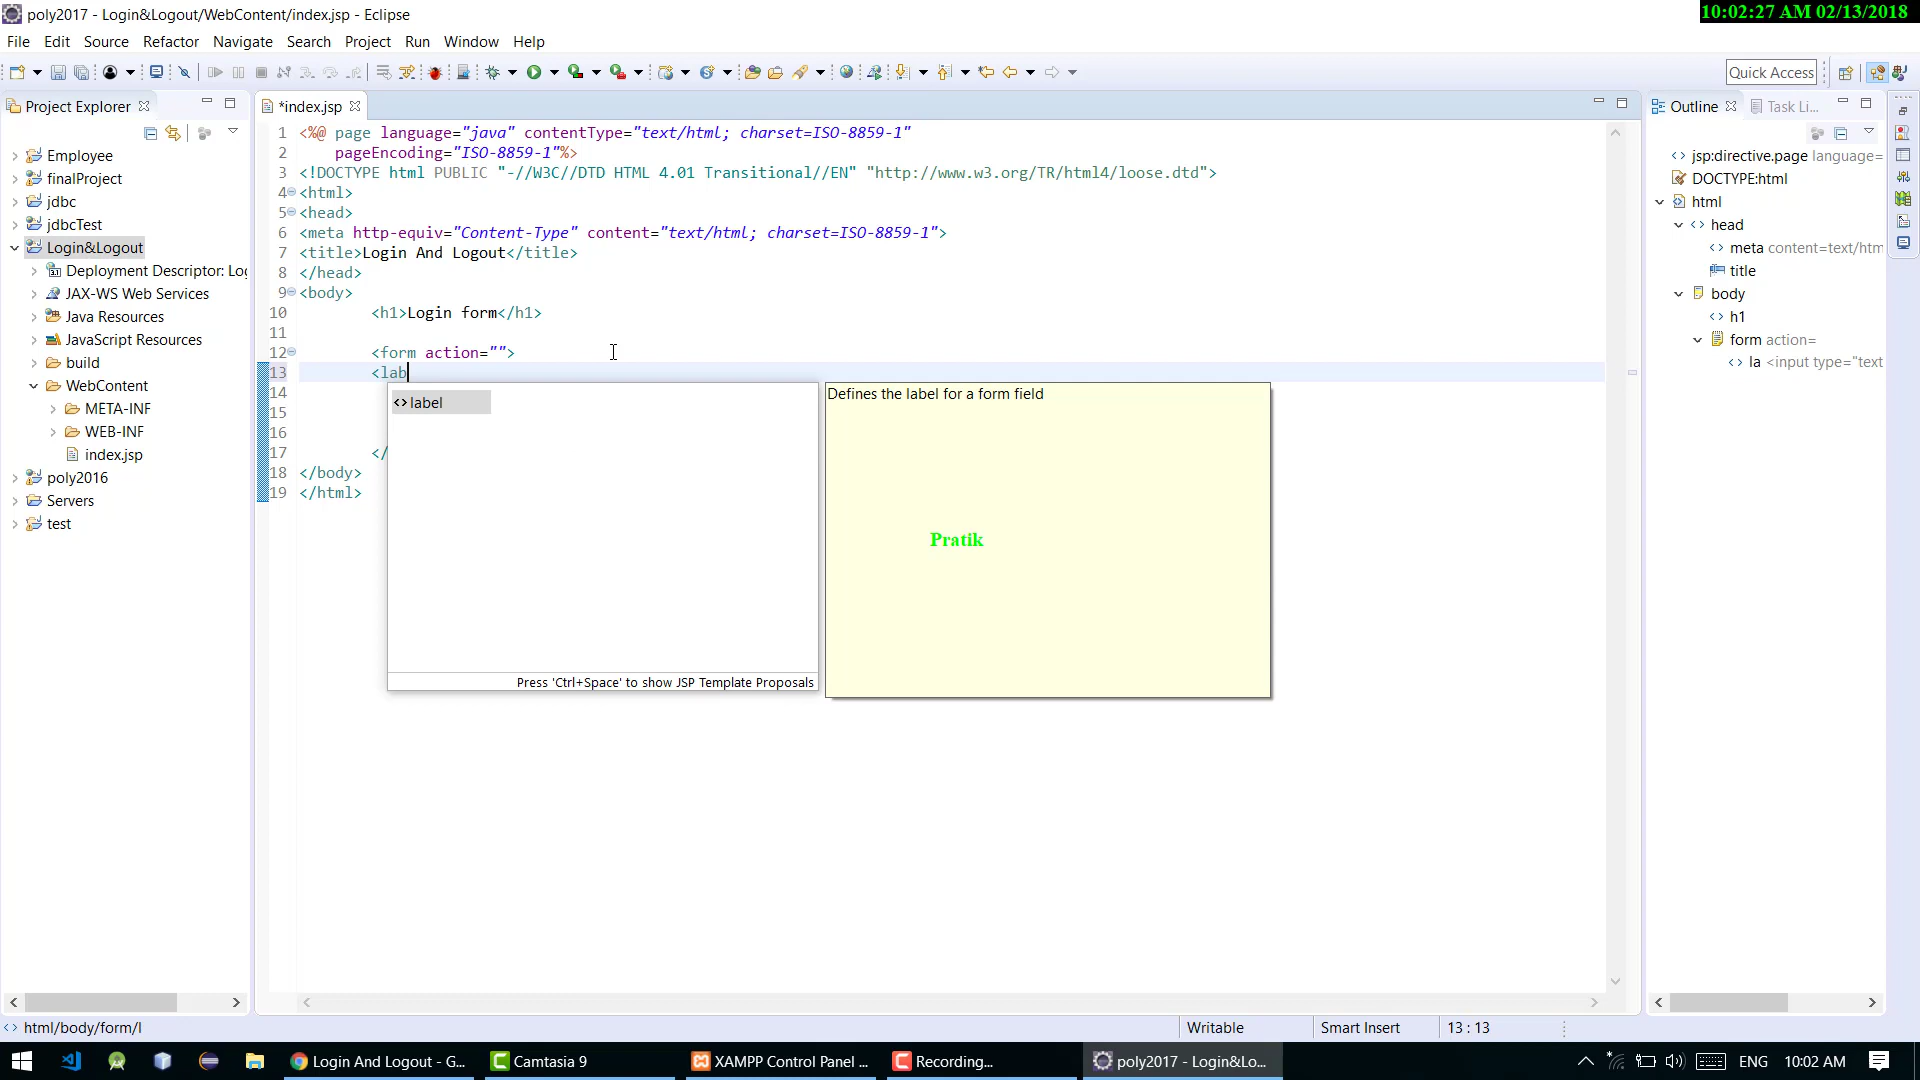 poly2017 - Login&Logout/WebContent/index.jsp - Eclipse
10:02:27 AM 02/13/2018
File Edit Source Refactor Navigate Search Project Run Window Help
Quick Access
Project Explorer
*index.jsp
Outline Task Li...
Employee
finalProject
jdbc
jdbcTest
Login&Logout
Deployment Descriptor: Log
JAX-WS Web Services
Java Resources
JavaScript Resources
build
WebContent
META-INF
WEB-INF
index.jsp
poly2016
Servers
test
1 <%@ page language="java" contentType="text/html; charset=ISO-8859-1"
2 pageEncoding="ISO-8859-1"%>
3 <!DOCTYPE html PUBLIC "-//W3C//DTD HTML 4.01 Transitional//EN" "http://www.w3.org/TR/html4/loose.dtd">
4 <html>
5 <head>
6 <meta http-equiv="Content-Type" content="text/html; charset=ISO-8859-1">
7 <title>Login And Logout</title>
8 </head>
9 <body>
10 <h1>Login form</h1>
11
12 <form action="">
13 <lab
14
15
16
17 </
18 </body>
19 </html>
label
Press 'Ctrl+Space' to show JSP Template Proposals
Defines the label for a form field
Pratik
jsp:directive.page language=
DOCTYPE:html
html
head
meta content=text/htm
title
body
h1
form action=
la <input type="text
html/body/form/l
Writable
Smart Insert
13 : 13
Login And Logout - G...
Camtasia 9
XAMPP Control Panel ...
Recording...
poly2017 - Login&Lo...
ENG
10:02 AM